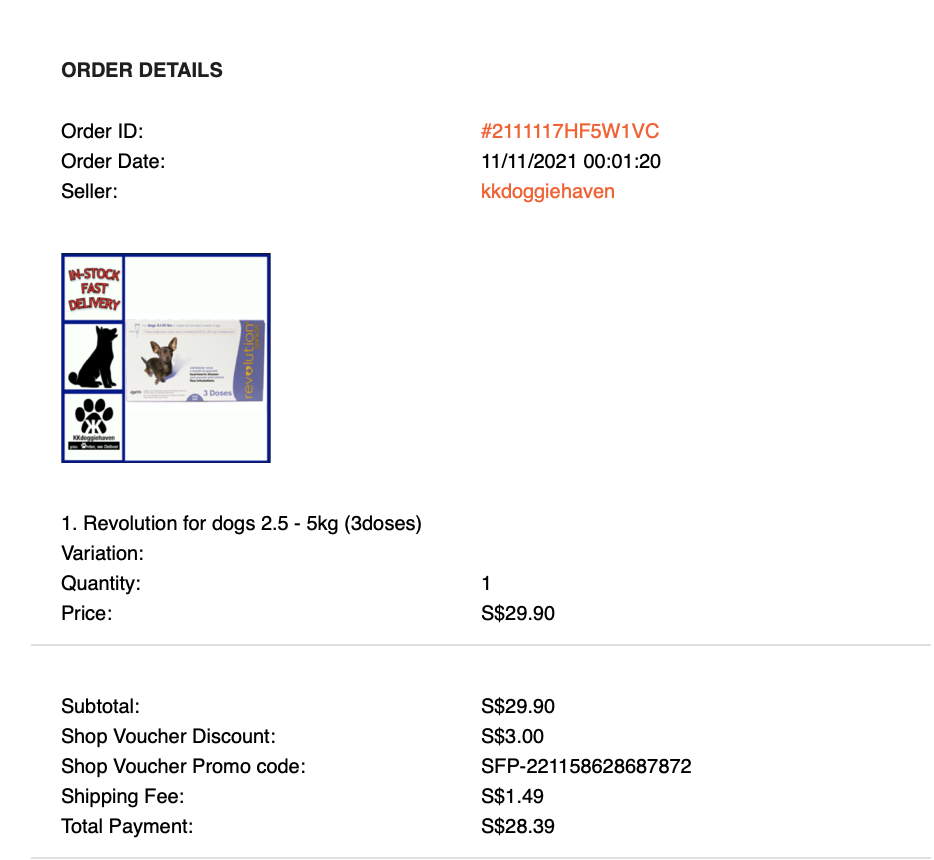 ORDER DETAILS
Order ID: #2111117HF5W1VC
Order Date: 11/11/2021 00:01:20
Seller: kkdoggiehaven
IN-STOCK
FAST
DELIVERY
revolution
3 Doses
KKdoggiehaven
1. Revolution for dogs 2.5 - 5kg (3doses)
Variation:
Quantity: 1
Price: S$29.90
Subtotal: S$29.90
Shop Voucher Discount: S$3.00
Shop Voucher Promo code: SFP-221158628687872
Shipping Fee: S$1.49
Total Payment: S$28.39